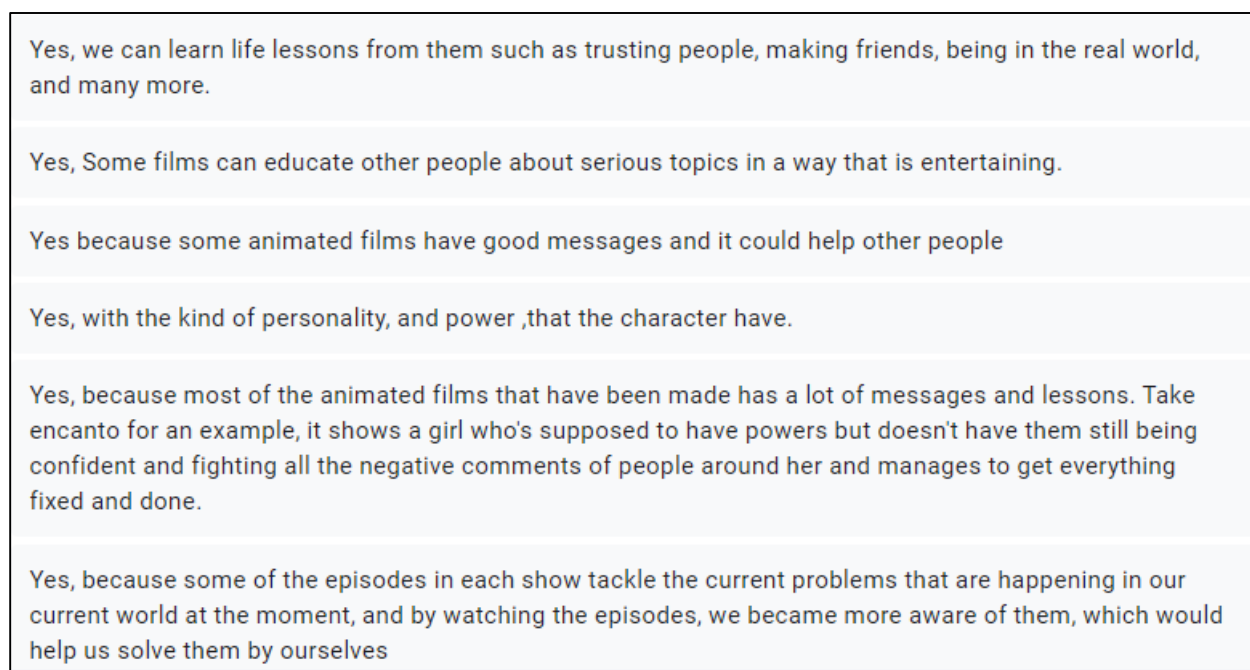 Yes, we can learn life lessons from them such as trusting people, making friends, being in the real world,
and many more.
Yes, Some films can educate other people about serious topics in a way that is entertaining.
Yes because some animated films have good messages and it could help other people
Yes, with the kind of personality, and power ,that the character have.
Yes, because most of the animated films that have been made has a lot of messages and lessons. Take
encanto for an example, it shows a girl who's supposed to have powers but doesn't have them still being
confident and fighting all the negative comments of people around her and manages to get everything
fixed and done.
Yes, because some of the episodes in each show tackle the current problems that are happening in our
current world at the moment, and by watching the episodes, we became more aware of them, which would
help us solve them by ourselves